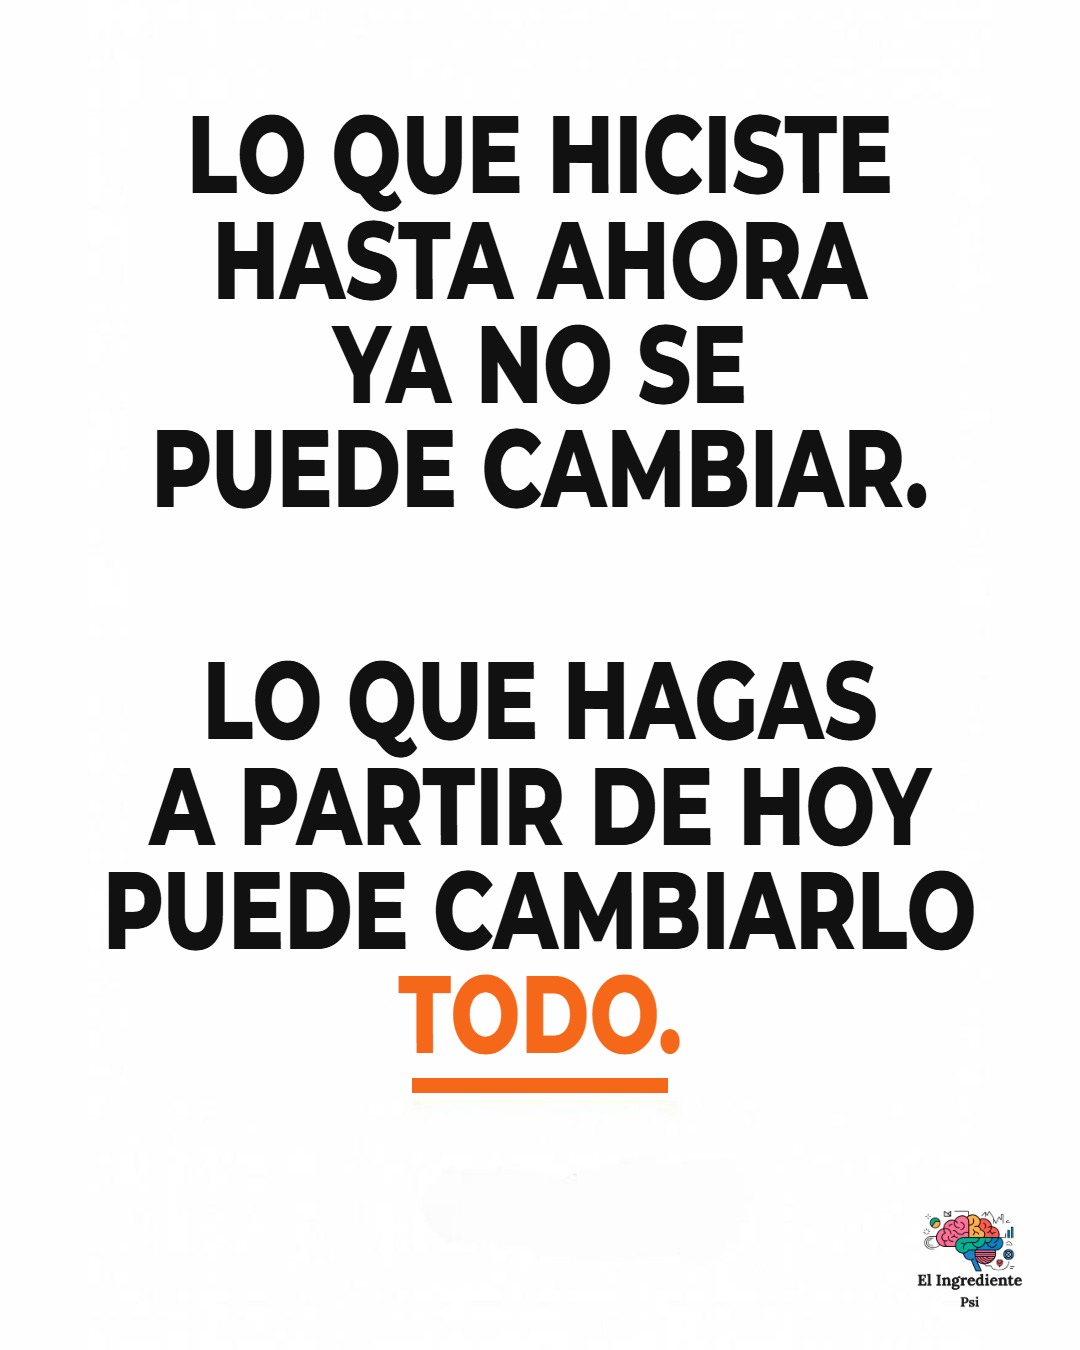 LO QUE HICISTE
HASTA AHORA
YA NO SE
PUEDE CAMBIAR.
LO QUE HAGAS
A PARTIR DE HOY
PUEDE CAMBIARLO
TODO.
El Ingrediente
Psi